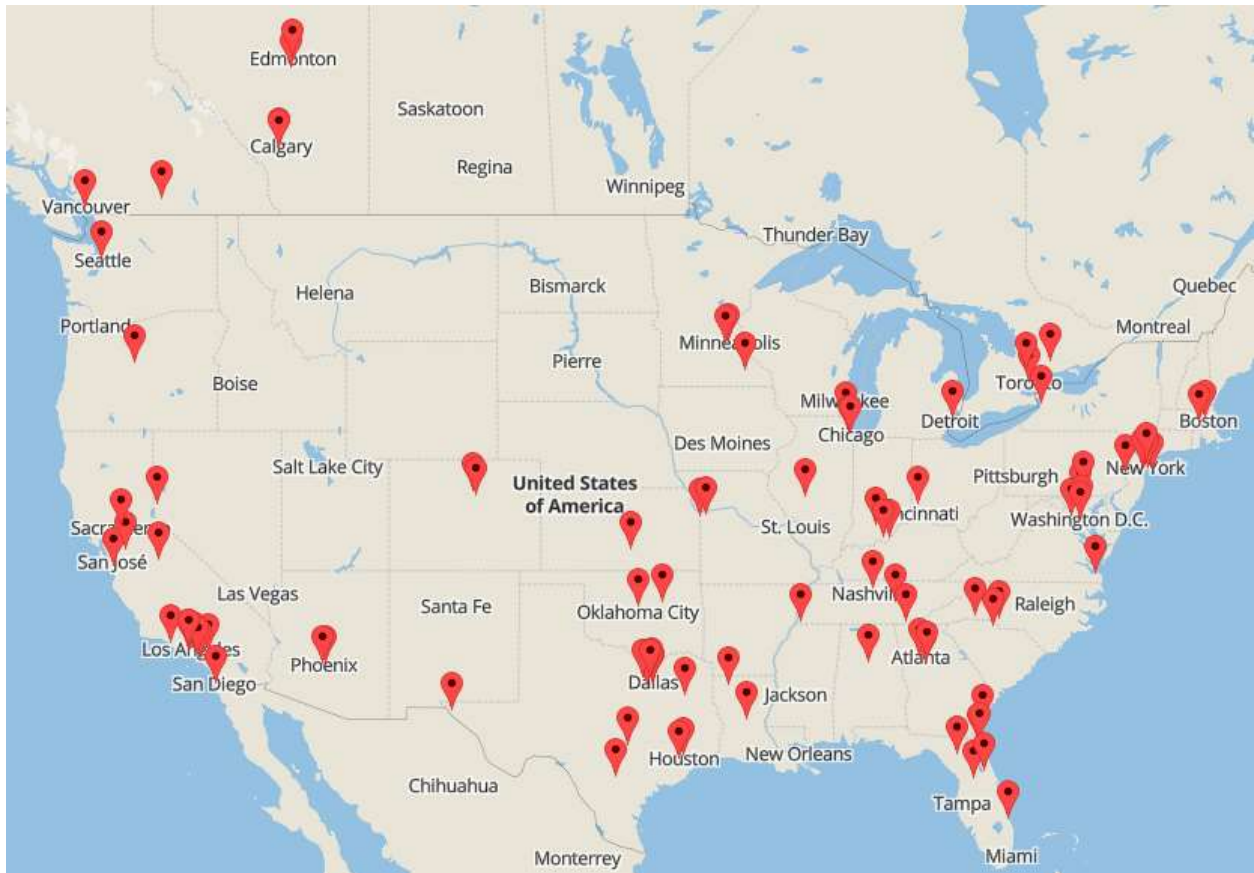 Edmonton
Saskatoon
Calgary
Regina
Winnipeg
Vancouver
Thunder Bay
Seattle
Quebec
Helena
Bismarck
Portland
Montreal
Minneapolis
Pierre
Boise
Toronto
Milwaukee
Detroit
Boston
Chicago
Des Moines
Salt Lake City
New York
Pittsburgh
United States
of America
Cincinnati
Washington D.C.
Sacramento
St. Louis
San José
Las Vegas
Nashville
Santa Fe
Oklahoma City
Raleigh
Los Angeles
Phoenix
Atlanta
San Diego
Dallas
Jackson
Houston
New Orleans
Chihuahua
Tampa
Monterrey
Miami